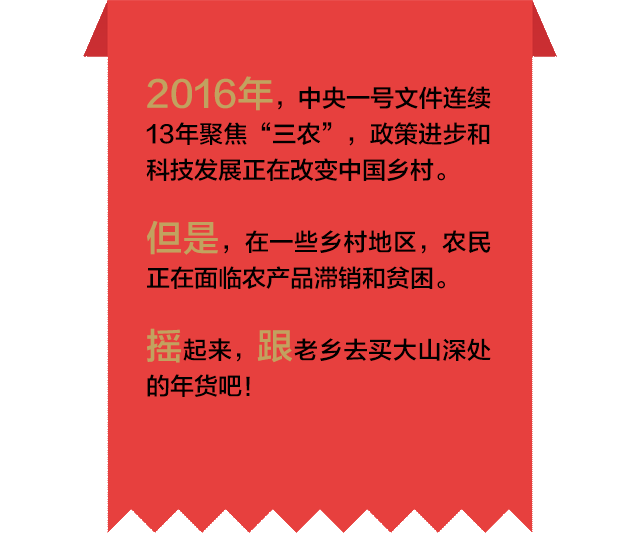 2016年，中央一号文件连续
13年聚焦“三农”，政策进步和
科技发展正在改变中国乡村。
但是，在一些乡村地区，农民
正在面临农产品滞销和贫困。
摇起来，跟老乡去买大山深处
的年货吧！